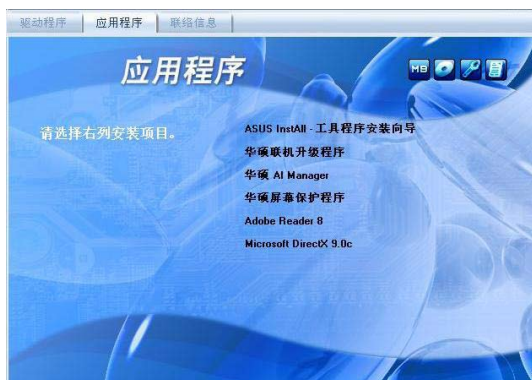 驱动程序 应用程序 联络信息
应用程序
MB
请选择右列安装项目。
ASUS InstAll - 工具程序安装向导
华硕联机升级程序
华硕 AI Manager
华硕屏幕保护程序
Adobe Reader 8
Microsoft DirectX 9.0c